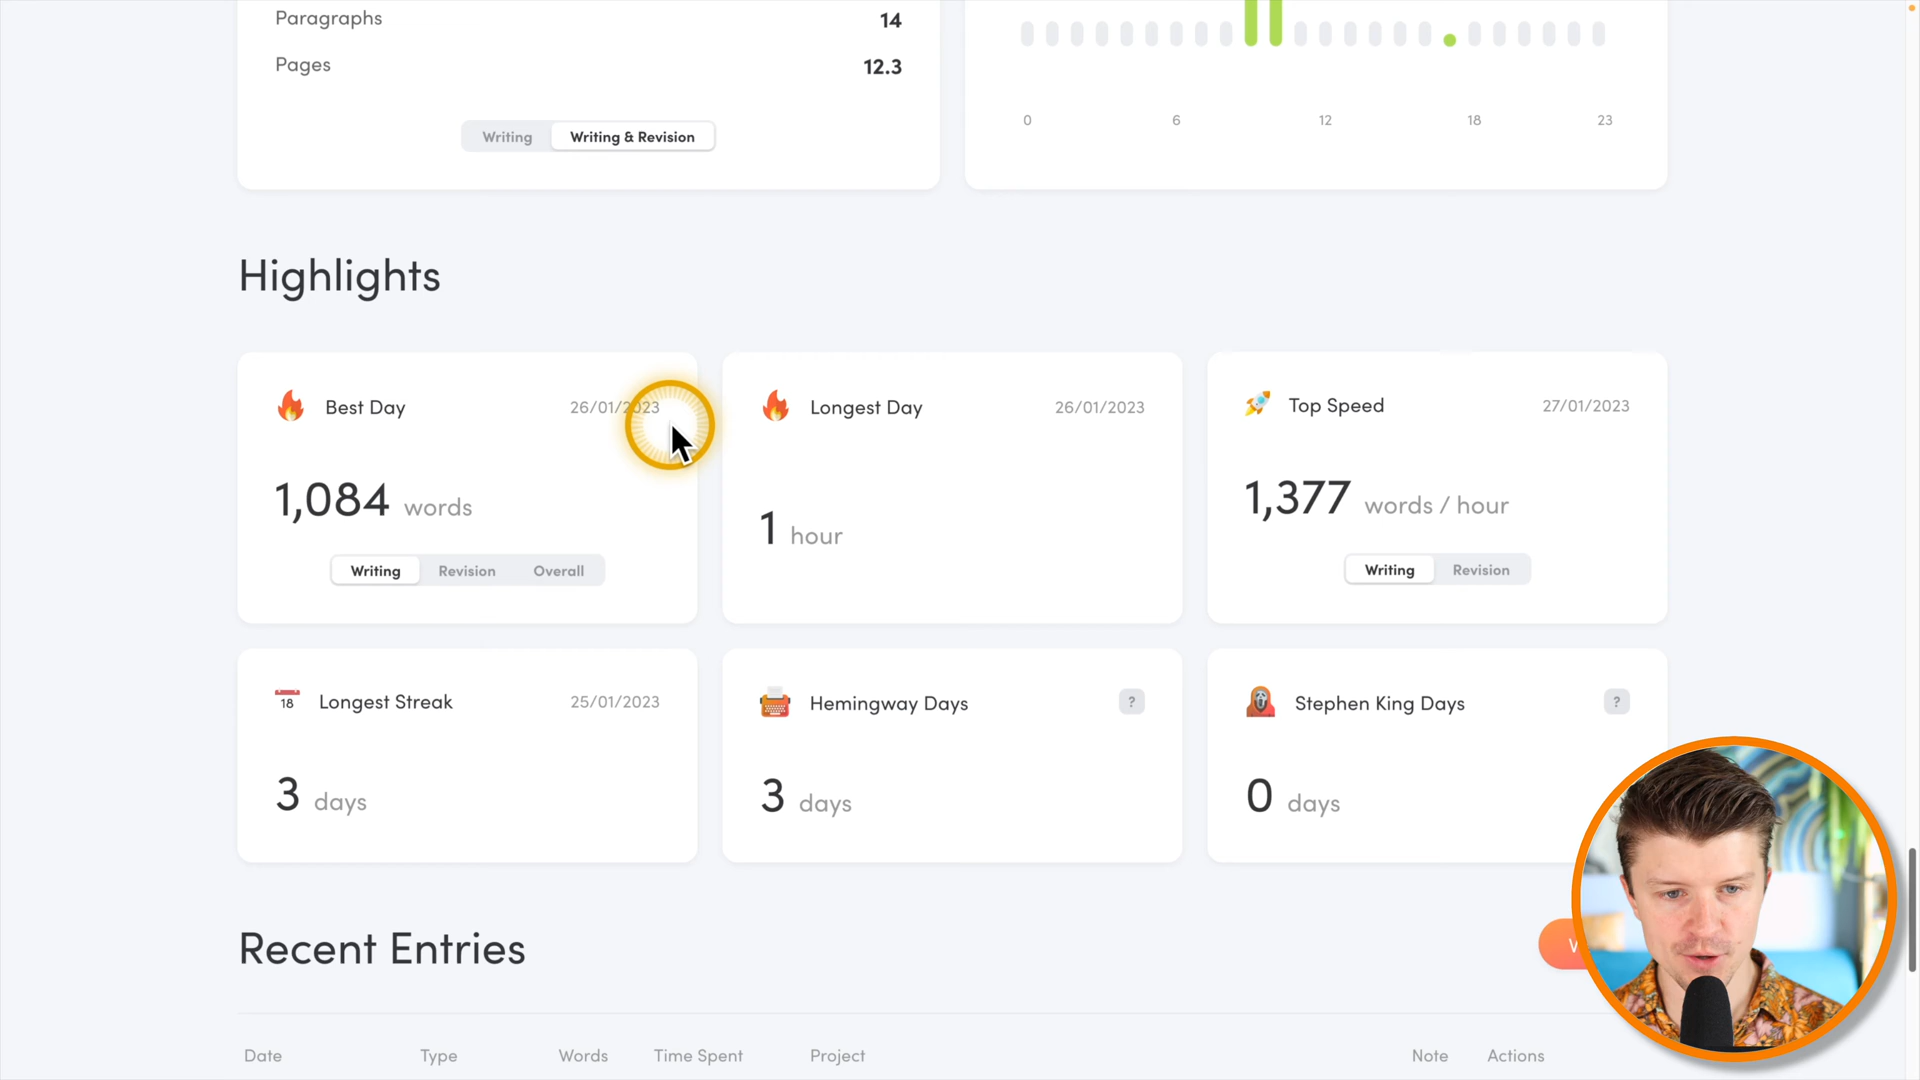 Paragraphs 14
Pages 12.3
Writing Writing & Revision
0 6 12 18 23
Highlights
Best Day 26/01/2023
1,084 words
Writing Revision Overall
Longest Day 26/01/2023
1 hour
Top Speed 27/01/2023
1,377 words / hour
Writing Revision
18 Longest Streak 25/01/2023
3 days
Hemingway Days ?
3 days
Stephen King Days ?
0 days
Recent Entries
Date Type Words Time Spent Project Note Actions